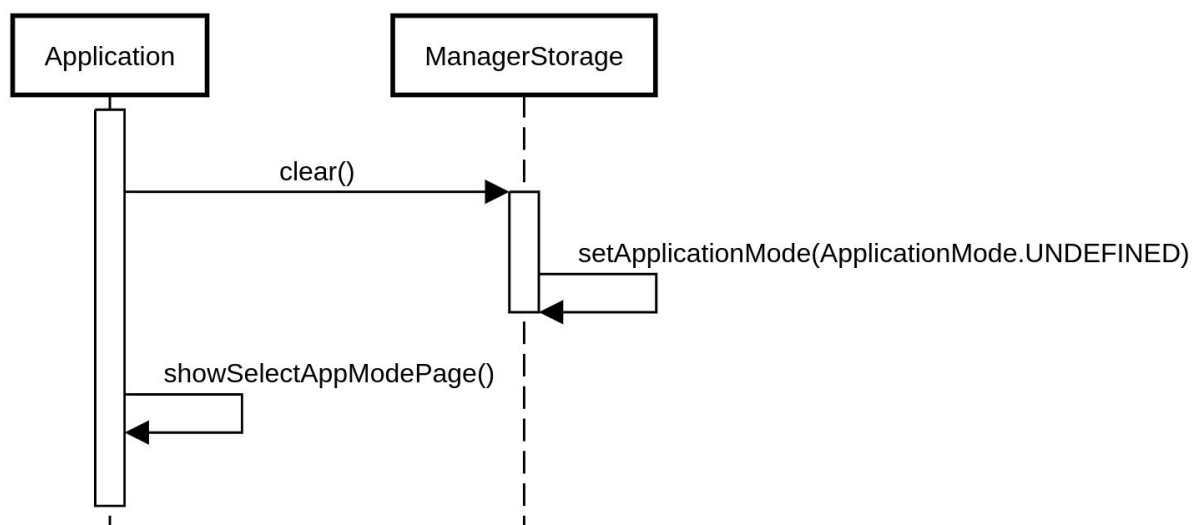 Application
ManagerStorage
clear()
setApplicationMode(ApplicationMode.UNDEFINED)
showSelectAppModePage()